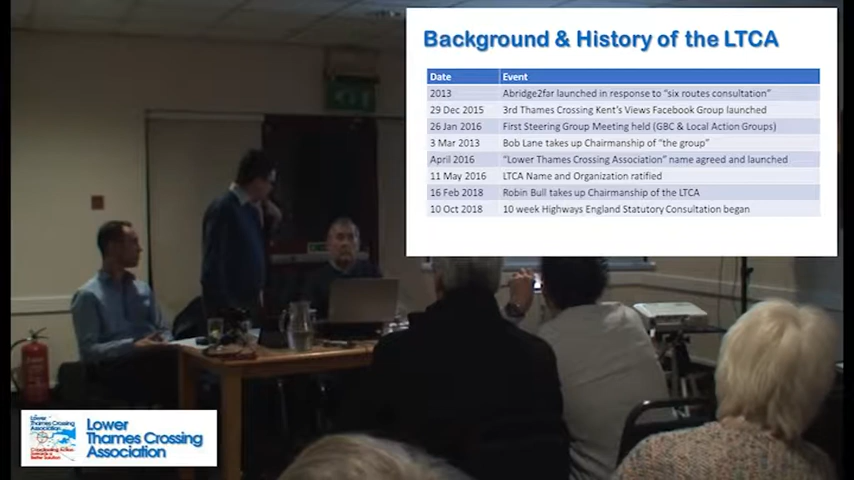 Background & History of the LTCA
Date Event
2013 Abridge2far launched in response to “six routes consultation”
29 Dec 2015 3rd Thames Crossing Kent’s Views Facebook Group launched
26 Jan 2016 First Steering Group Meeting held (GBC & Local Action Groups)
3 Mar 2013 Bob Lane takes up Chairmanship of “the group”
April 2016 “Lower Thames Crossing Association” name agreed and launched
11 May 2016 LTCA Name and Organization ratified
16 Feb 2018 Robin Bull takes up Chairmanship of the LTCA
10 Oct 2018 10 week Highways England Statutory Consultation began
Lower Thames Crossing
Association
Better Solution
Lower
Thames Crossing
Association